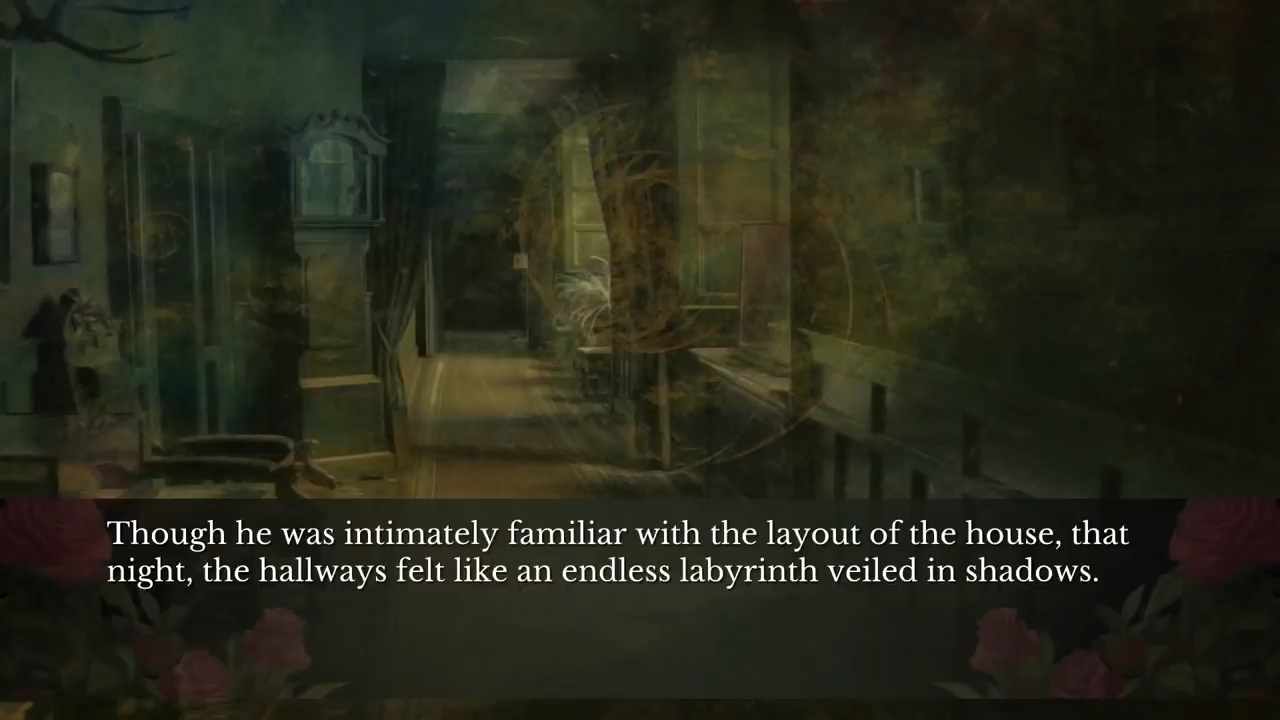 Though he was intimately familiar with the layout of the house, that
night, the hallways felt like an endless labyrinth veiled in shadows.